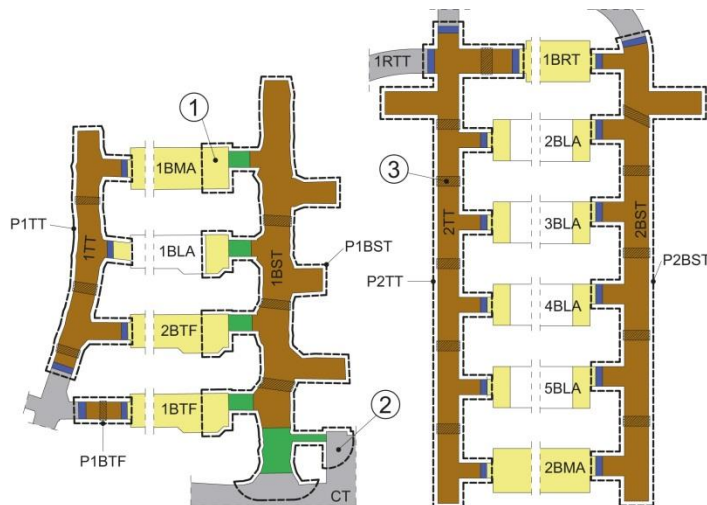 1
1BMA
P1TT
1TT
1BLA
1BST
P1BST
2BTF
1BTF
P1BTF
2
CT
1RTT
1BRT
2BLA
3
2TT
3BLA
2BST
P2TT
P2BST
4BLA
5BLA
2BMA